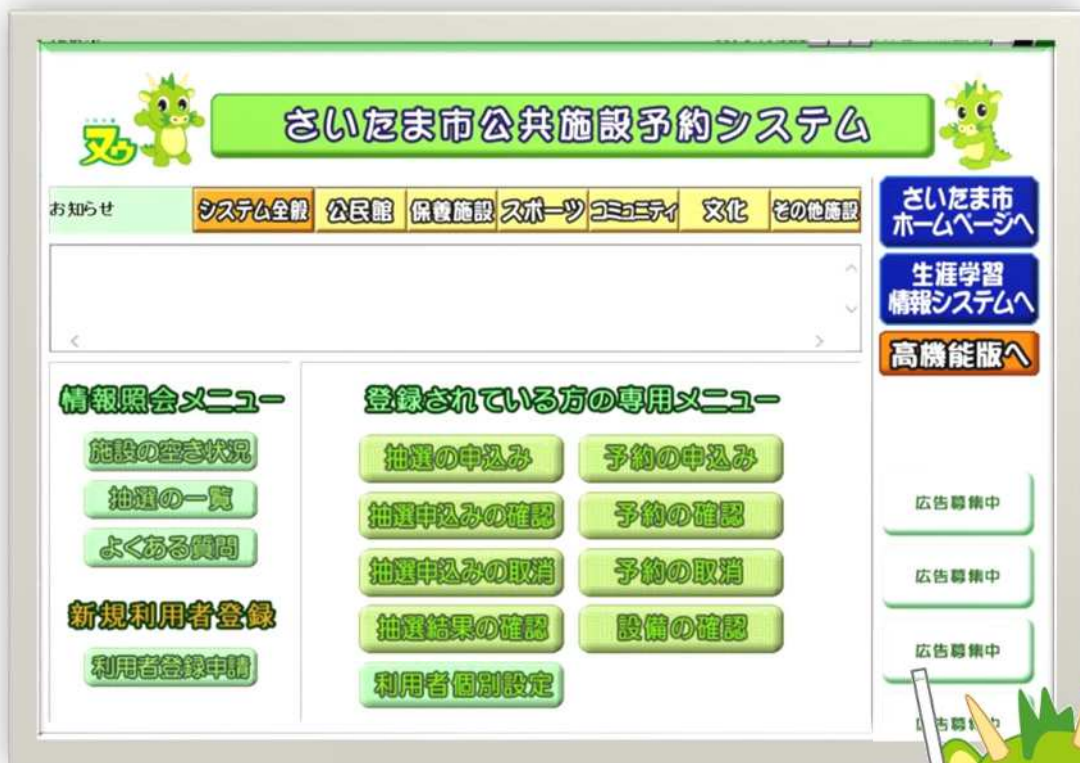 さいたま市公共施設予約システム
ヌゥ
お知らせ
システム全般
公民館
保養施設
スポーツ
コミュニティ
文化
その他施設
さいたま市
ホームページへ
生涯学習
情報システムへ
高機能版へ
情報照会メニュー
施設の空き状況
抽選の一覧
よくある質問
新規利用者登録
利用者登録申請
登録されている方の専用メニュー
抽選の申込み
予約の申込み
抽選申込みの確認
予約の確認
抽選申込みの取消
予約の取消
抽選結果の確認
設備の確認
利用者個別設定
広告募集中
広告募集中
広告募集中